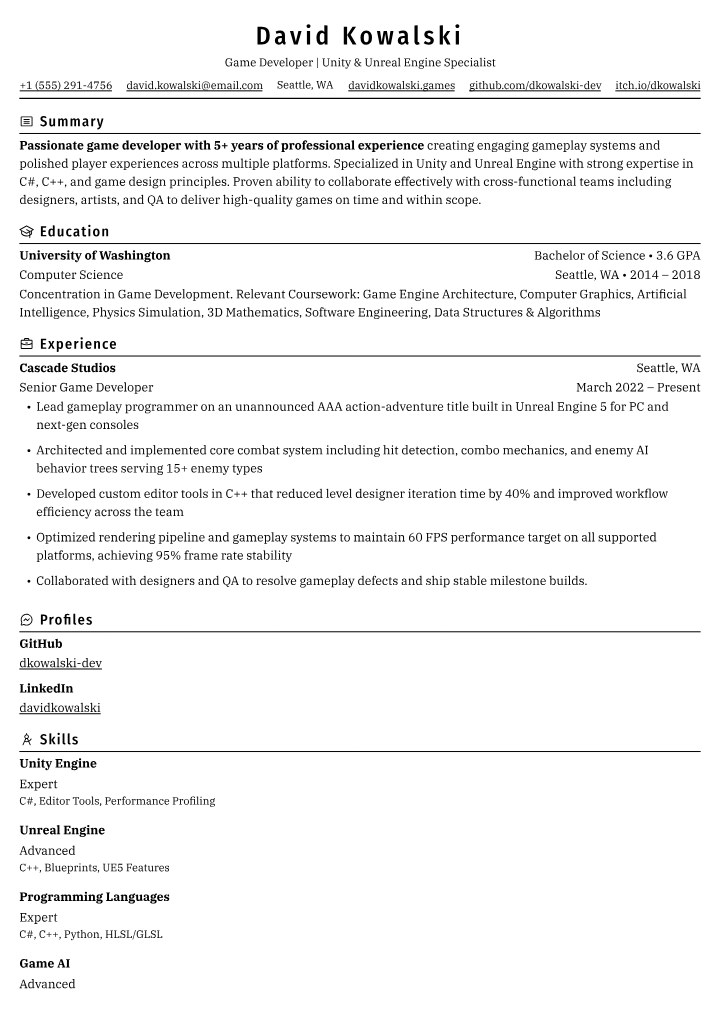 David Kowalski
Game Developer | Unity & Unreal Engine Specialist
+1 (555) 291-4756 david.kowalski@email.com Seattle, WA davidkowalski.games github.com/dkowalski-dev itch.io/dkowalski
Summary
Passionate game developer with 5+ years of professional experience creating engaging gameplay systems and
polished player experiences across multiple platforms. Specialized in Unity and Unreal Engine with strong expertise in
C#, C++, and game design principles. Proven ability to collaborate effectively with cross-functional teams including
designers, artists, and QA to deliver high-quality games on time and within scope.
Education
University of Washington Bachelor of Science • 3.6 GPA
Computer Science Seattle, WA • 2014 – 2018
Concentration in Game Development. Relevant Coursework: Game Engine Architecture, Computer Graphics, Artificial
Intelligence, Physics Simulation, 3D Mathematics, Software Engineering, Data Structures & Algorithms
Experience
Cascade Studios Seattle, WA
Senior Game Developer March 2022 – Present
• Lead gameplay programmer on an unannounced AAA action-adventure title built in Unreal Engine 5 for PC and
next-gen consoles
• Architected and implemented core combat system including hit detection, combo mechanics, and enemy AI
behavior trees serving 15+ enemy types
• Developed custom editor tools in C++ that reduced level designer iteration time by 40% and improved workflow
efficiency across the team
• Optimized rendering pipeline and gameplay systems to maintain 60 FPS performance target on all supported
platforms, achieving 95% frame rate stability
• Collaborated with designers and QA to resolve gameplay defects and ship stable milestone builds.
Profiles
GitHub
dkowalski-dev
LinkedIn
davidkowalski
Skills
Unity Engine
Expert
C#, Editor Tools, Performance Profiling
Unreal Engine
Advanced
C++, Blueprints, UE5 Features
Programming Languages
Expert
C#, C++, Python, HLSL/GLSL
Game AI
Advanced